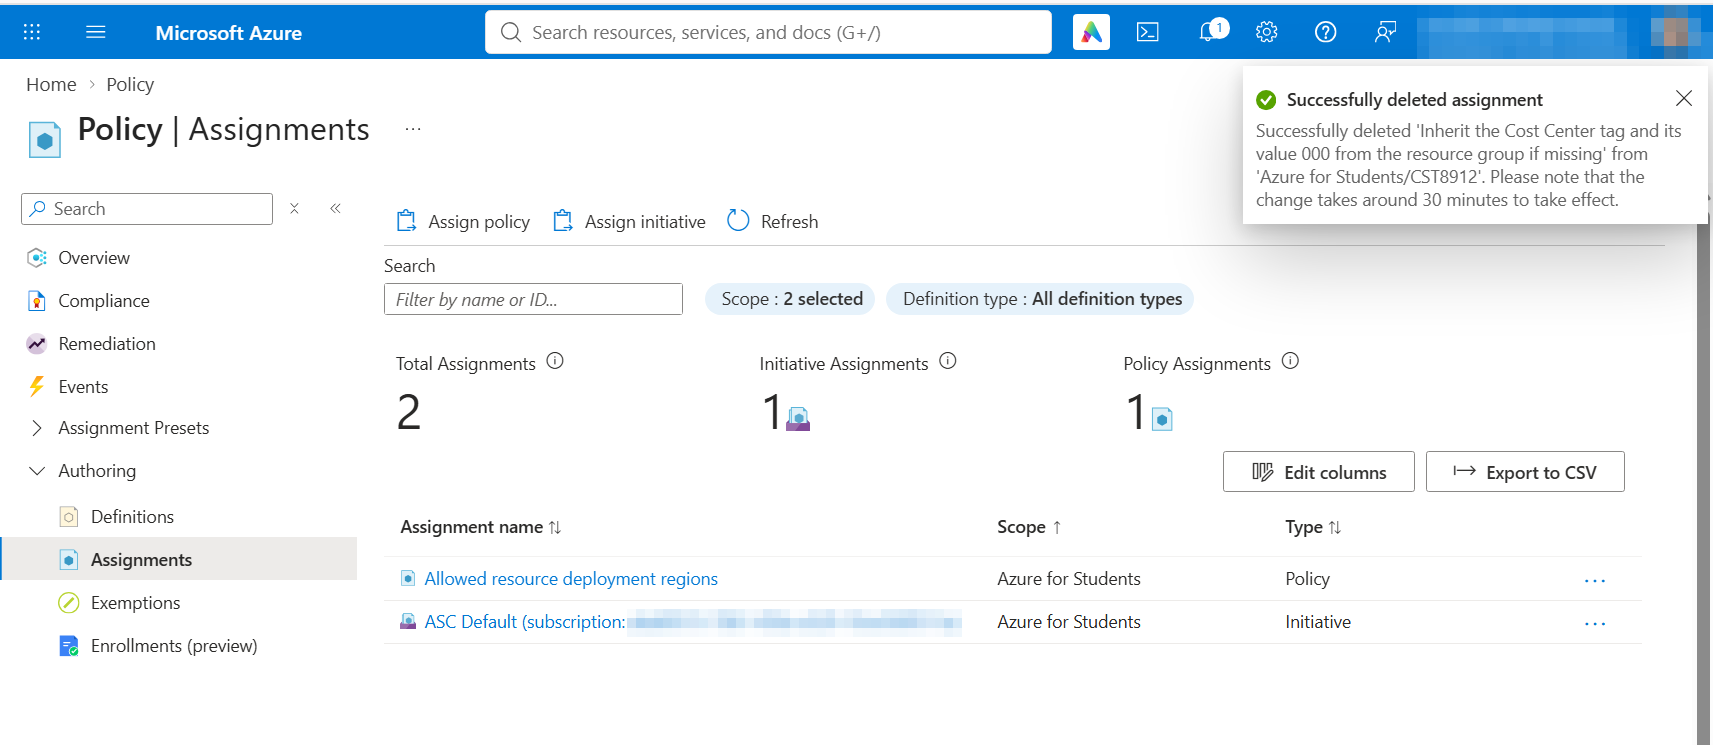 Microsoft Azure
Search resources, services, and docs (G+/)
1
Home > Policy
Policy | Assignments ...
Successfully deleted assignment
Successfully deleted 'Inherit the Cost Center tag and its
value 000 from the resource group if missing' from
'Azure for Students/CST8912'. Please note that the
change takes around 30 minutes to take effect.
Search
Overview
Compliance
Remediation
Events
Assignment Presets
Authoring
Definitions
Assignments
Exemptions
Enrollments (preview)
Assign policy Assign initiative Refresh
Search
Filter by name or ID... Scope : 2 selected Definition type : All definition types
Total Assignments Initiative Assignments Policy Assignments
2 1 1
Edit columns Export to CSV
Assignment name Scope Type
Allowed resource deployment regions Azure for Students Policy ...
ASC Default (subscription: Azure for Students Initiative ...